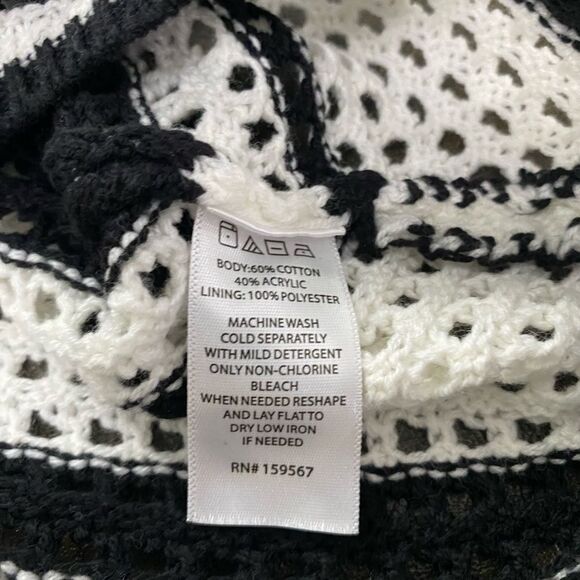 BODY:60% COTTON
40% ACRYLIC
LINING: 100% POLYESTER
MACHINE WASH
COLD SEPARATELY
WITH MILD DETERGENT
ONLY NON-CHLORINE
BLEACH
WHEN NEEDED RESHAPE
AND LAY FLAT TO
DRY LOW IRON
IF NEEDED
RN# 159567